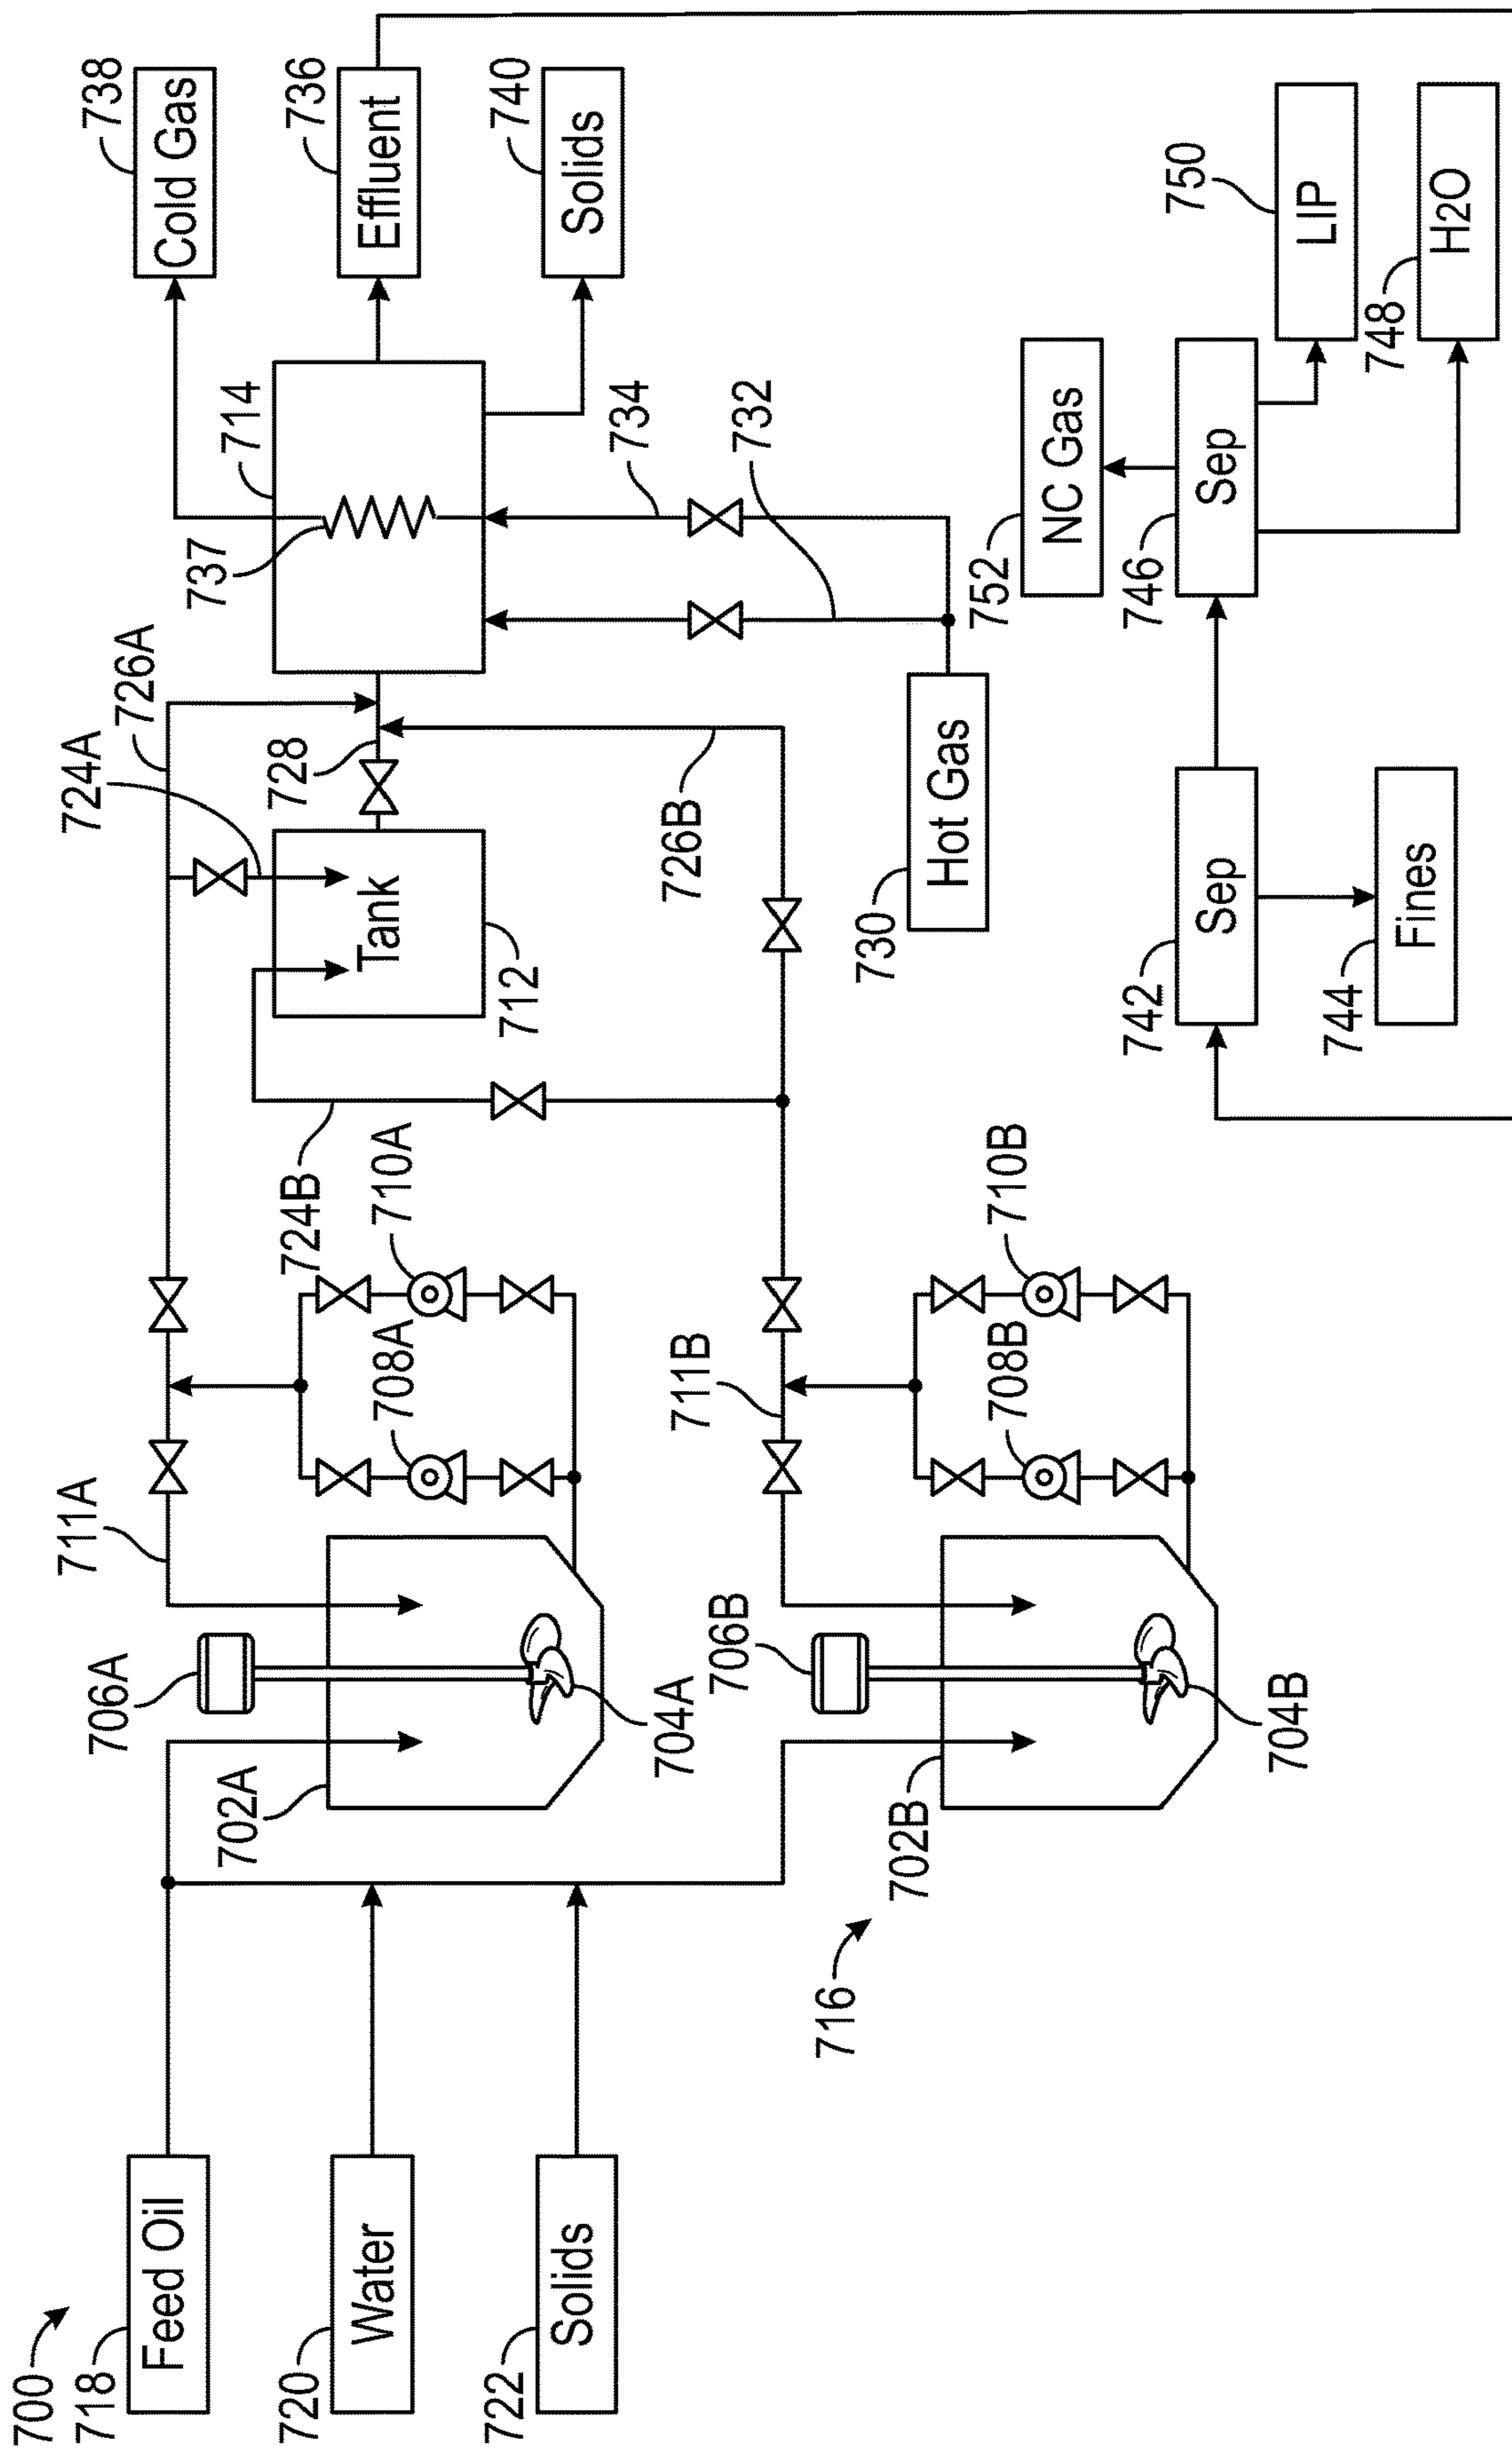 700
718
Feed Oil
720
Water
722
Solids
716
702A
706A
704A
711A
708A
710A
702B
706B
704B
711B
708B
710B
724B
724A
726A
712
Tank
728
726B
714
737
738
Cold Gas
736
Effluent
740
Solids
734
732
730
Hot Gas
742
Sep
744
Fines
746
Sep
752
NC Gas
750
LIP
748
H2O